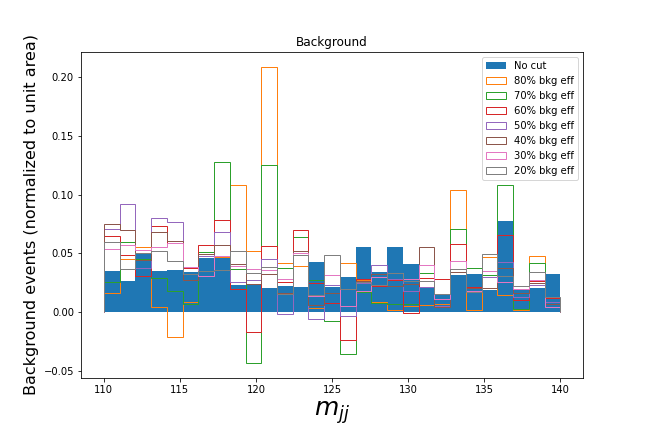 Background
Background events (normalized to unit area)
0.20
0.15
0.10
0.05
0.00
−0.05
110
115
120
125
130
135
140
m_{jj}
No cut
80% bkg eff
70% bkg eff
60% bkg eff
50% bkg eff
40% bkg eff
30% bkg eff
20% bkg eff